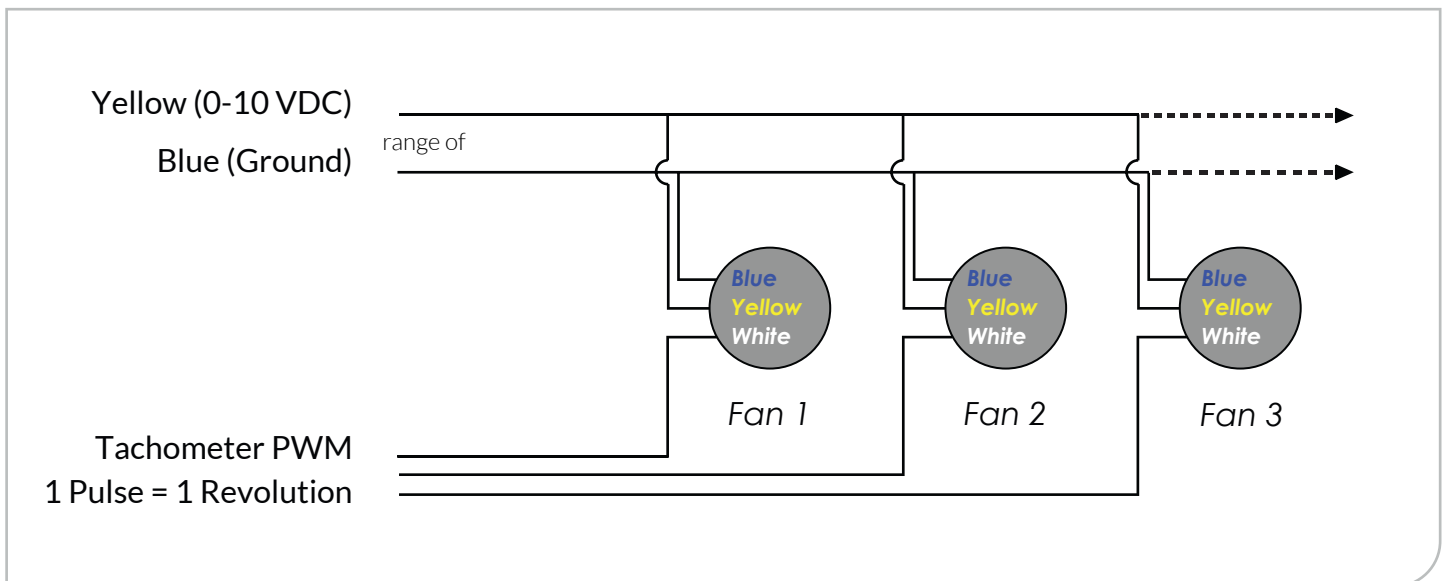 Yellow (0-10 VDC)
range of
Blue (Ground)
Blue
Yellow
White
Fan 1
Blue
Yellow
White
Fan 2
Blue
Yellow
White
Fan 3
Tachometer PWM
1 Pulse = 1 Revolution